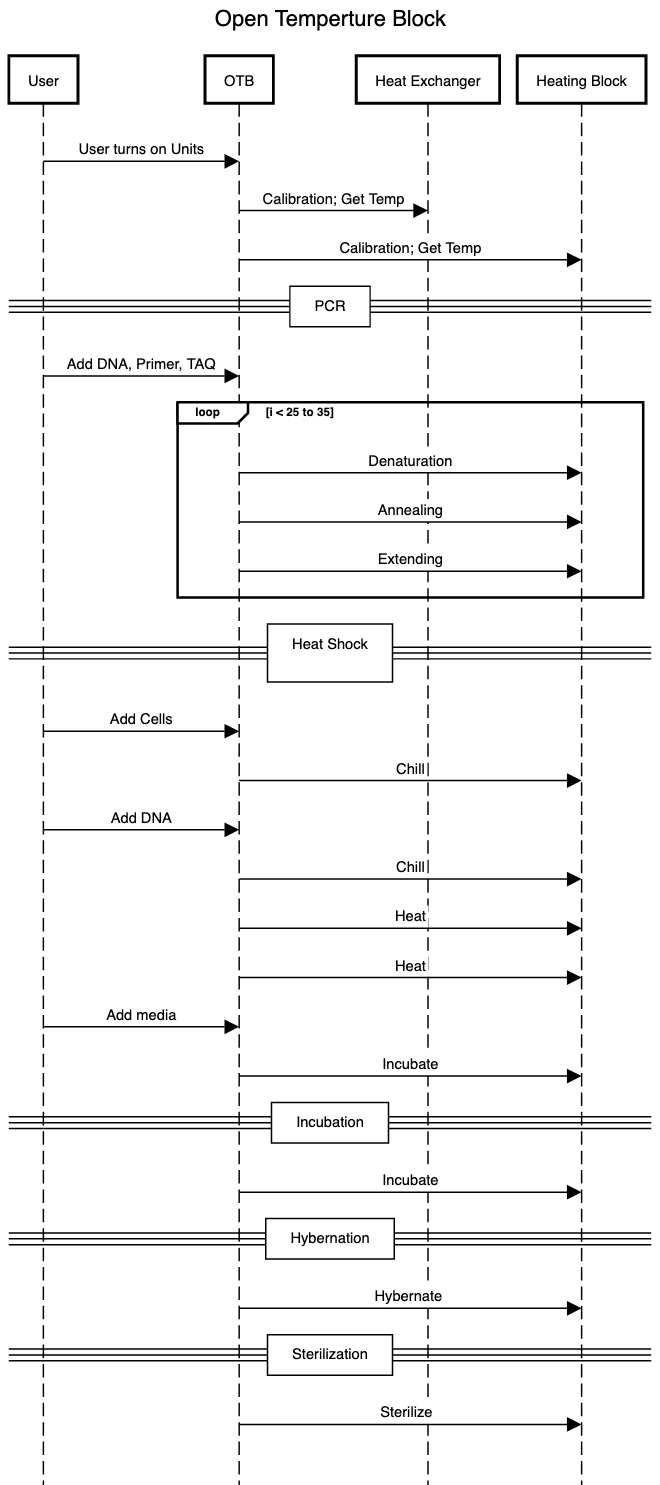 Open Temperture Block
User
OTB
Heat Exchanger
Heating Block
User turns on Units
Calibration; Get Temp
Calibration; Get Temp
PCR
Add DNA, Primer, TAQ
loop [i < 25 to 35]
Denaturation
Annealing
Extending
Heat Shock
Add Cells
Chill
Add DNA
Chill
Heat
Heat
Add media
Incubate
Incubation
Incubate
Hybernation
Hybernate
Sterilization
Sterilize